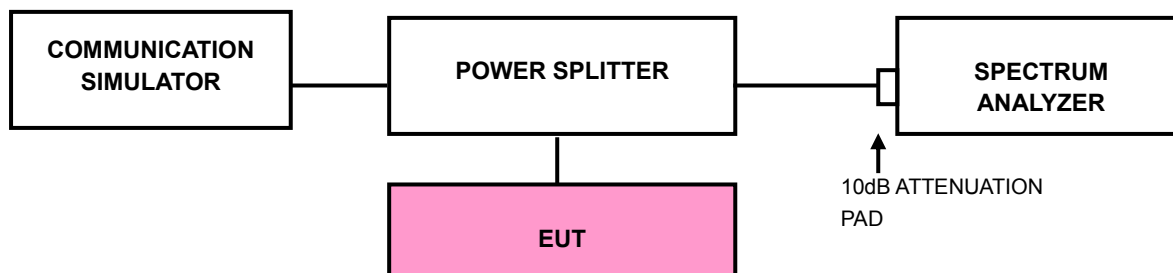 COMMUNICATION
SIMULATOR
POWER SPLITTER
SPECTRUM
ANALYZER
10dB ATTENUATION
PAD
EUT